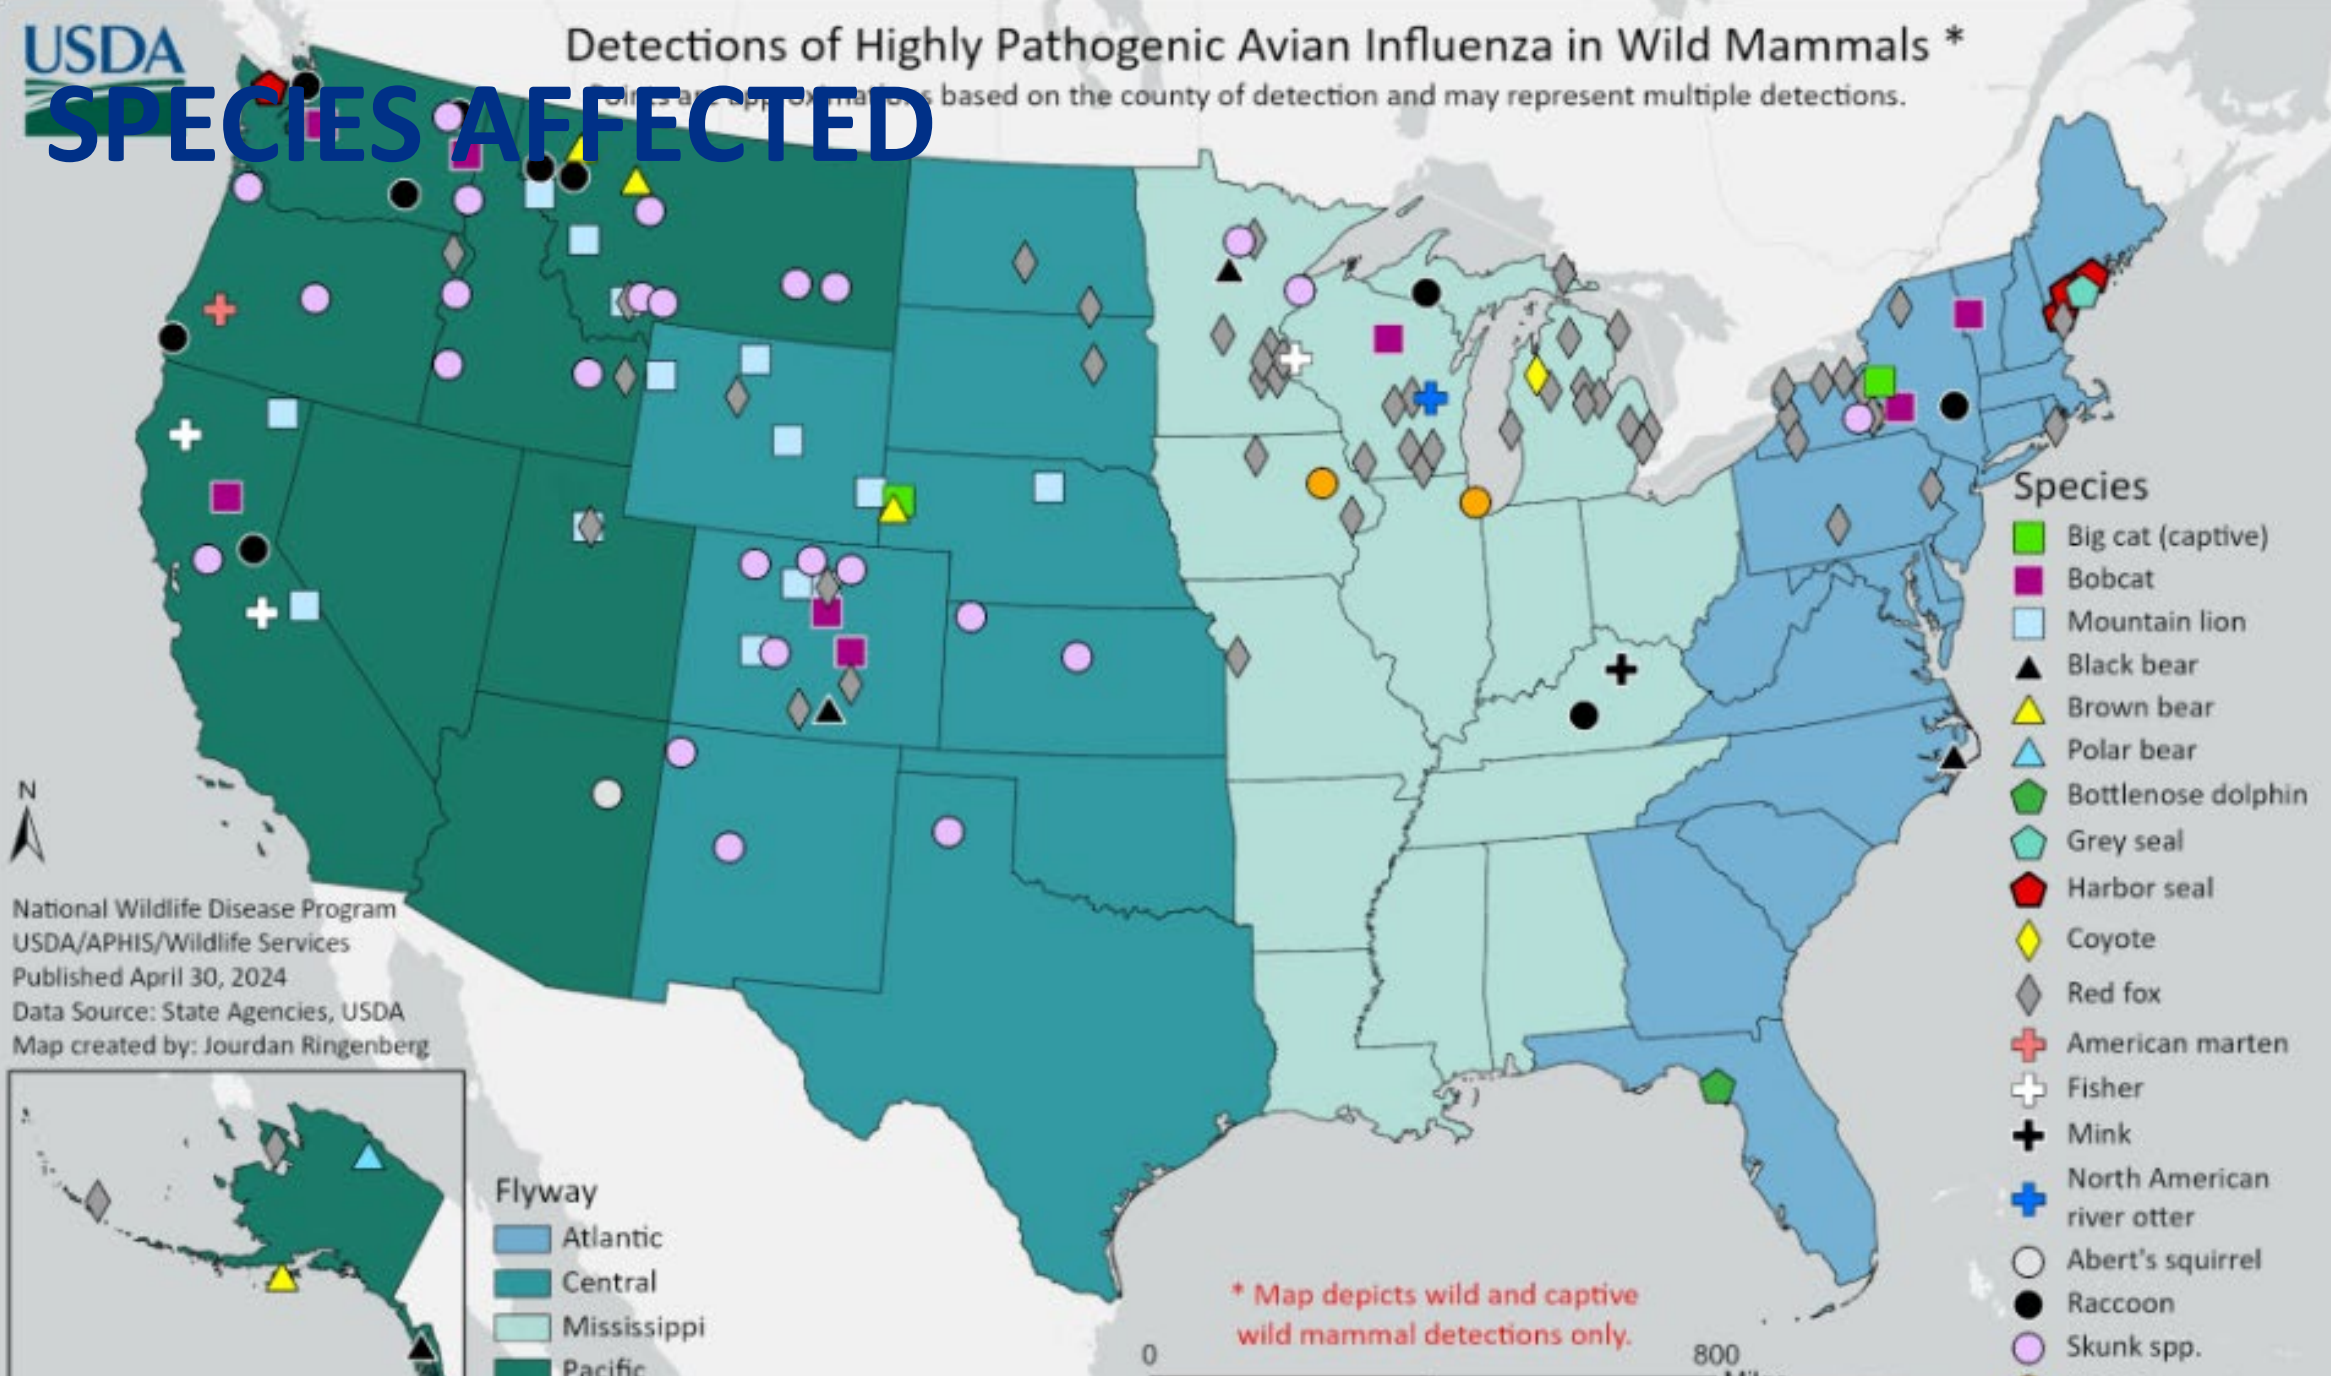 USDA
Detections of Highly Pathogenic Avian Influenza in Wild Mammals *
Points are approximations based on the county of detection and may represent multiple detections.
SPECIES AFFECTED
N
National Wildlife Disease Program
USDA/APHIS/Wildlife Services
Published April 30, 2024
Data Source: State Agencies, USDA
Map created by: Jourdan Ringenberg
Flyway
Atlantic
Central
Mississippi
Pacific
* Map depicts wild and captive
wild mammal detections only.
0 800
Miles
Species
Big cat (captive)
Bobcat
Mountain lion
Black bear
Brown bear
Polar bear
Bottlenose dolphin
Grey seal
Harbor seal
Coyote
Red fox
American marten
Fisher
Mink
North American
river otter
Abert's squirrel
Raccoon
Skunk spp.